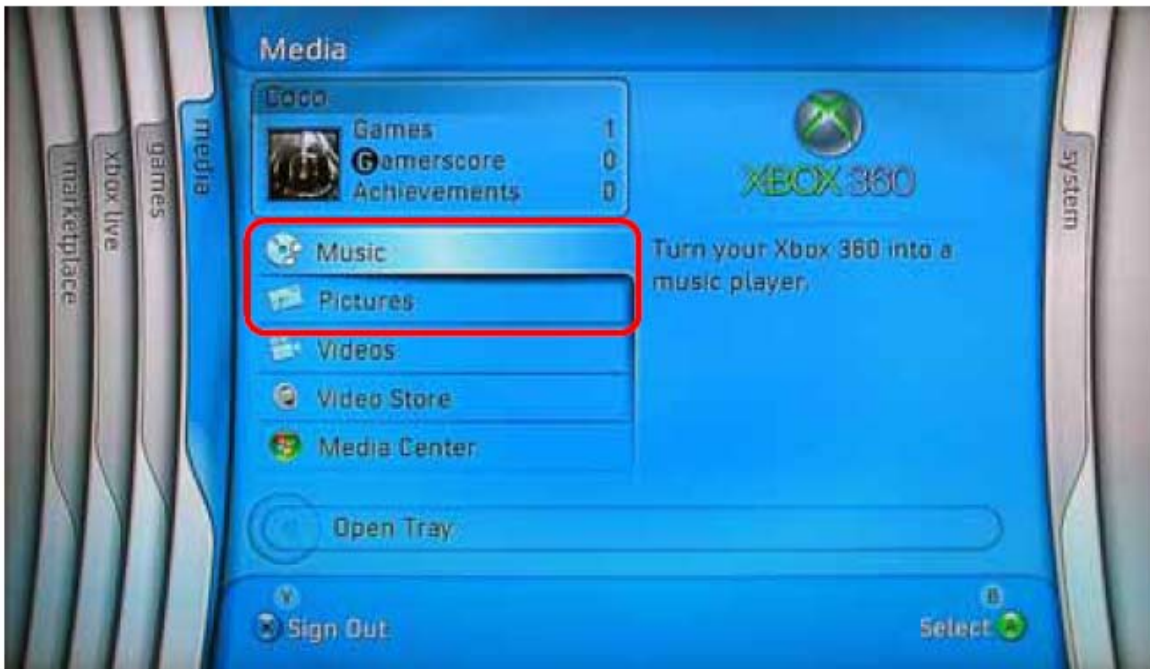 marketplace
xbox live
games
media
Media
Coco
Games 1
Gamerscore 0
Achievements 0
Music
Pictures
Videos
Video Store
Media Center
Open Tray
Y
X Sign Out
XBOX 360
Turn your Xbox 360 into a
music player.
B
Select A
system